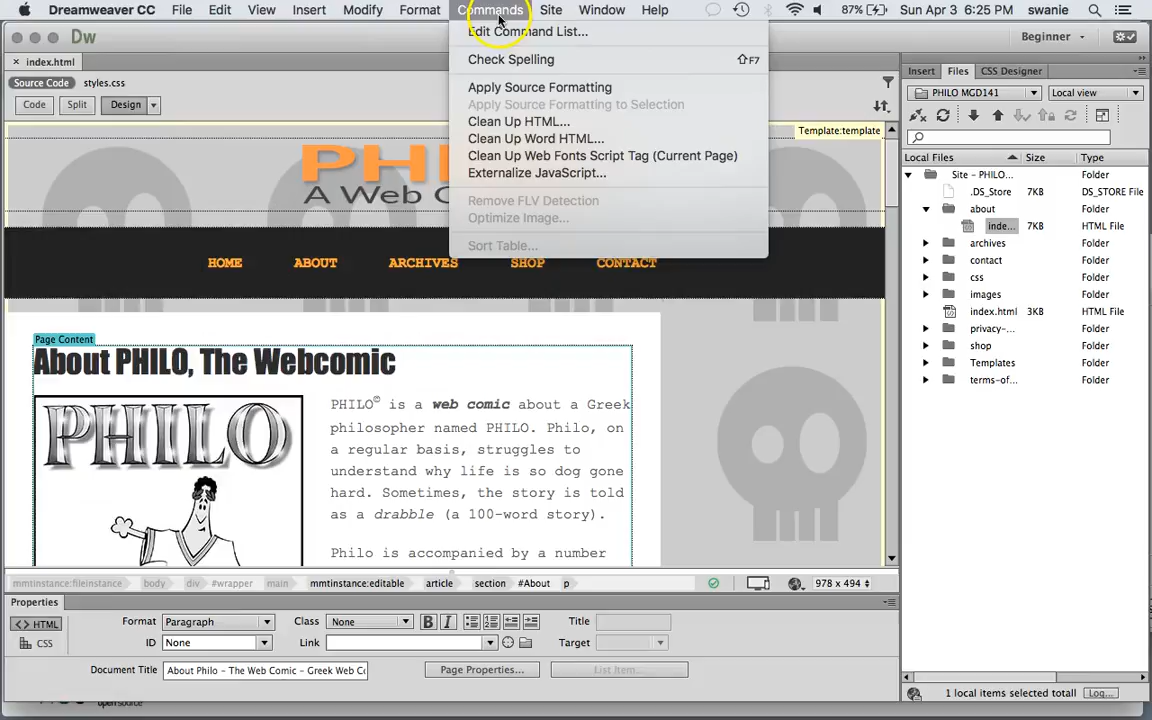 Dreamweaver CC File Edit View Insert Modify Format Commands Site Window Help 87% Sun Apr 3 6:25 PM swanie
Dw Beginner
index.html
Source Code styles.css
Code Split Design
Edit Command List...
Check Spelling ⇧F7
Apply Source Formatting
Apply Source Formatting to Selection
Clean Up HTML...
Clean Up Word HTML...
Clean Up Web Fonts Script Tag (Current Page)
Externalize JavaScript...
Remove FLV Detection
Optimize Image...
Sort Table...
Template:template
A Web C
HOME ABOUT ARCHIVES SHOP CONTACT
Page Content
About PHILO, The Webcomic
PHILO
PHILO© is a web comic about a Greek
philosopher named PHILO. Philo, on
a regular basis, struggles to
understand why life is so dog gone
hard. Sometimes, the story is told
as a drabble (a 100-word story).
Philo is accompanied by a number
mmtinstance:fileinstance body div #wrapper main mmtinstance:editable article section #About p 978 x 494
Properties
<> HTML Format Paragraph Class None B I Title
CSS ID None Link Target
Document Title About Philo - The Web Comic - Greek Web Cc Page Properties... List Item...
open source
Insert Files CSS Designer
PHILO MGD141 Local view
Local Files Size Type
Site - PHILO... Folder
.DS_Store 7KB DS_STORE File
about Folder
inde... 7KB HTML File
archives Folder
contact Folder
css Folder
images Folder
index.html 3KB HTML File
privacy-... Folder
shop Folder
Templates Folder
terms-of... Folder
1 local items selected totall Log...